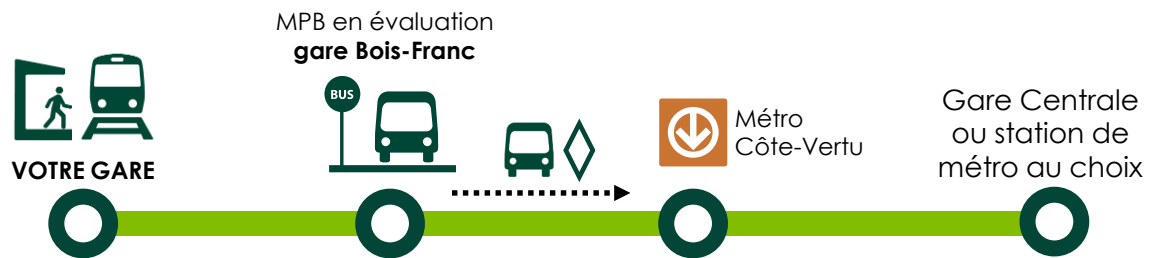 MPB en évaluation
gare Bois-Franc
BUS
VOTRE GARE
Métro
Côte-Vertu
Gare Centrale
ou station de
métro au choix